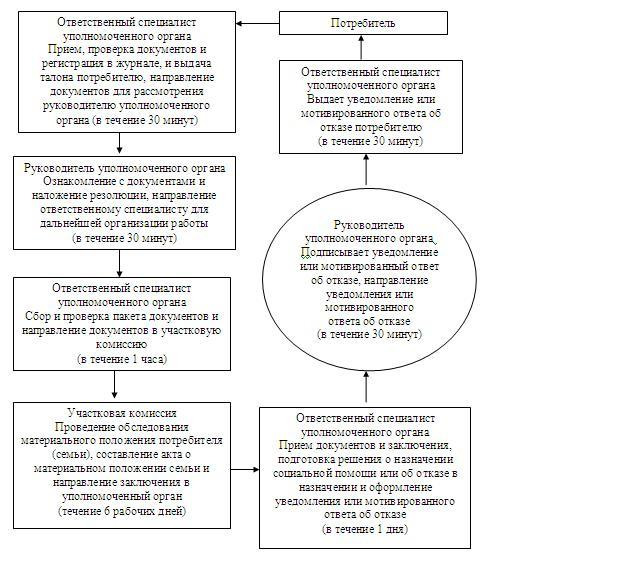 Потребитель
Ответственный специалист
уполномоченного органа
Прием, проверка документов и
регистрация в журнале, и выдача
талона потребителю, направление
документов для рассмотрения
руководителю уполномоченного
органа (в течение 30 минут)
Руководитель уполномоченного органа
Ознакомление с документами и
наложение резолюции, направление
ответственному специалисту для
дальнейшей организации работы
(в течение 30 минут)
Ответственный специалист
уполномоченного органа
Сбор и проверка пакета документов и
направление документов в участковую
комиссию
(в течение 1 часа)
Участковая комиссия
Проведение обследования
материального положения потребителя
(семьи), составление акта о
материальном положении семьи и
направление заключения в
уполномоченный орган
(течение 6 рабочих дней)
Ответственный специалист
уполномоченного органа
Прием документов и заключения,
подготовка решения о назначении
социальной помощи или об отказе в
назначении и оформление
уведомления или мотивированного
ответа об отказе
(в течение 1 дня)
Руководитель
уполномоченного органа
Подписывает уведомление
или мотивированный ответ
об отказе, направление
уведомления или
мотивированного
ответа об отказе
(в течение 30 минут)
Ответственный специалист
уполномоченного органа
Выдает уведомление или
мотивированного ответа об
отказе потребителю
(в течение 30 минут)